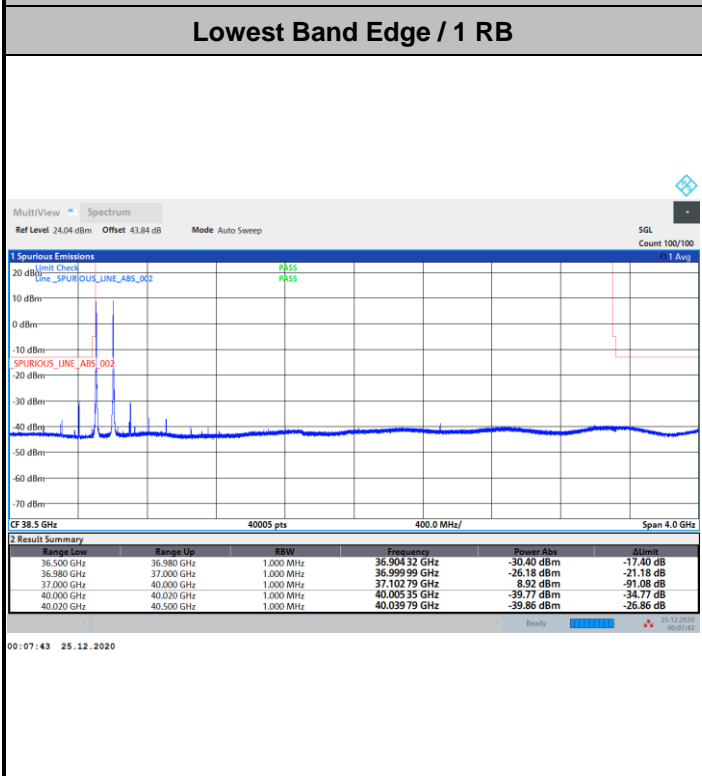 Lowest Band Edge / 1 RB
MultiView Spectrum
Ref Level 24.04 dBm Offset 43.84 dB Mode Auto Sweep SGL
Count 100/100
1 Spurious Emissions 1 Avg
Limit Check PASS
20 dBm
Line _SPURIOUS_LINE_ABS_002 PASS
10 dBm
0 dBm
-10 dBm
_SPURIOUS_LINE_ABS_002
-20 dBm
-30 dBm
-40 dBm
-50 dBm
-60 dBm
-70 dBm
CF 38.5 GHz 40005 pts 400.0 MHz/ Span 4.0 GHz
2 Result Summary
Range Low Range Up RBW Frequency Power Abs ΔLimit
36.500 GHz 36.980 GHz 1.000 MHz 36.904 32 GHz -30.40 dBm -17.40 dB
36.980 GHz 37.000 GHz 1.000 MHz 36.999 99 GHz -26.18 dBm -21.18 dB
37.000 GHz 40.000 GHz 1.000 MHz 37.102 79 GHz 8.92 dBm -91.08 dB
40.000 GHz 40.020 GHz 1.000 MHz 40.005 35 GHz -39.77 dBm -34.77 dB
40.020 GHz 40.500 GHz 1.000 MHz 40.039 79 GHz -39.86 dBm -26.86 dB
Ready 25.12.2020
00:07:42
00:07:43 25.12.2020